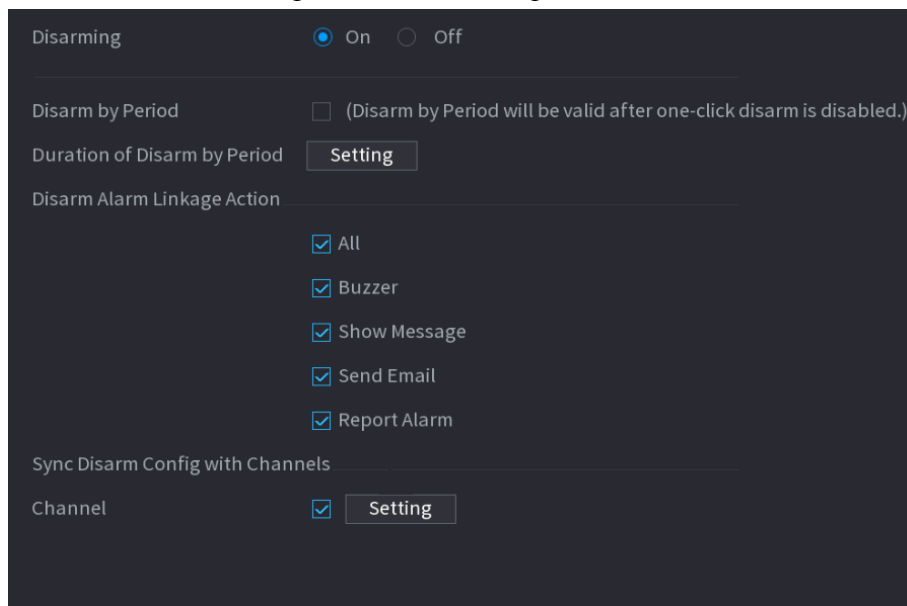 Disarming On Off
Disarm by Period (Disarm by Period will be valid after one-click disarm is disabled.)
Duration of Disarm by Period Setting
Disarm Alarm Linkage Action
All
Buzzer
Show Message
Send Email
Report Alarm
Sync Disarm Config with Channels
Channel Setting